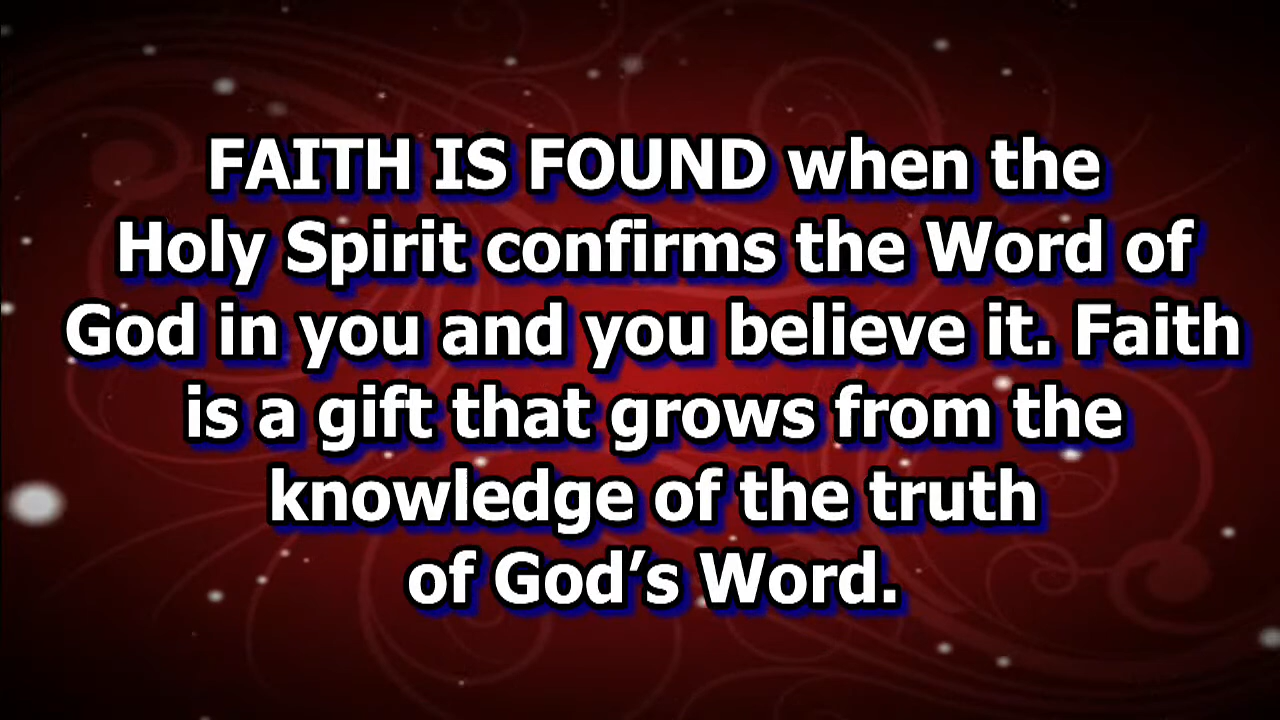 FAITH IS FOUND when the
Holy Spirit confirms the Word of
God in you and you believe it. Faith
is a gift that grows from the
knowledge of the truth
of God’s Word.